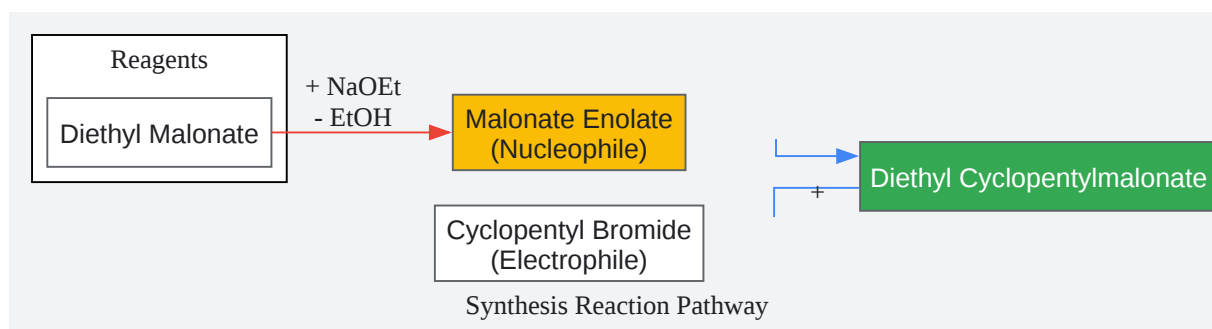 Reagents
Diethyl Malonate
+ NaOEt
- EtOH
Malonate Enolate
(Nucleophile)
Cyclopentyl Bromide
(Electrophile)
+
Diethyl Cyclopentylmalonate
Synthesis Reaction Pathway